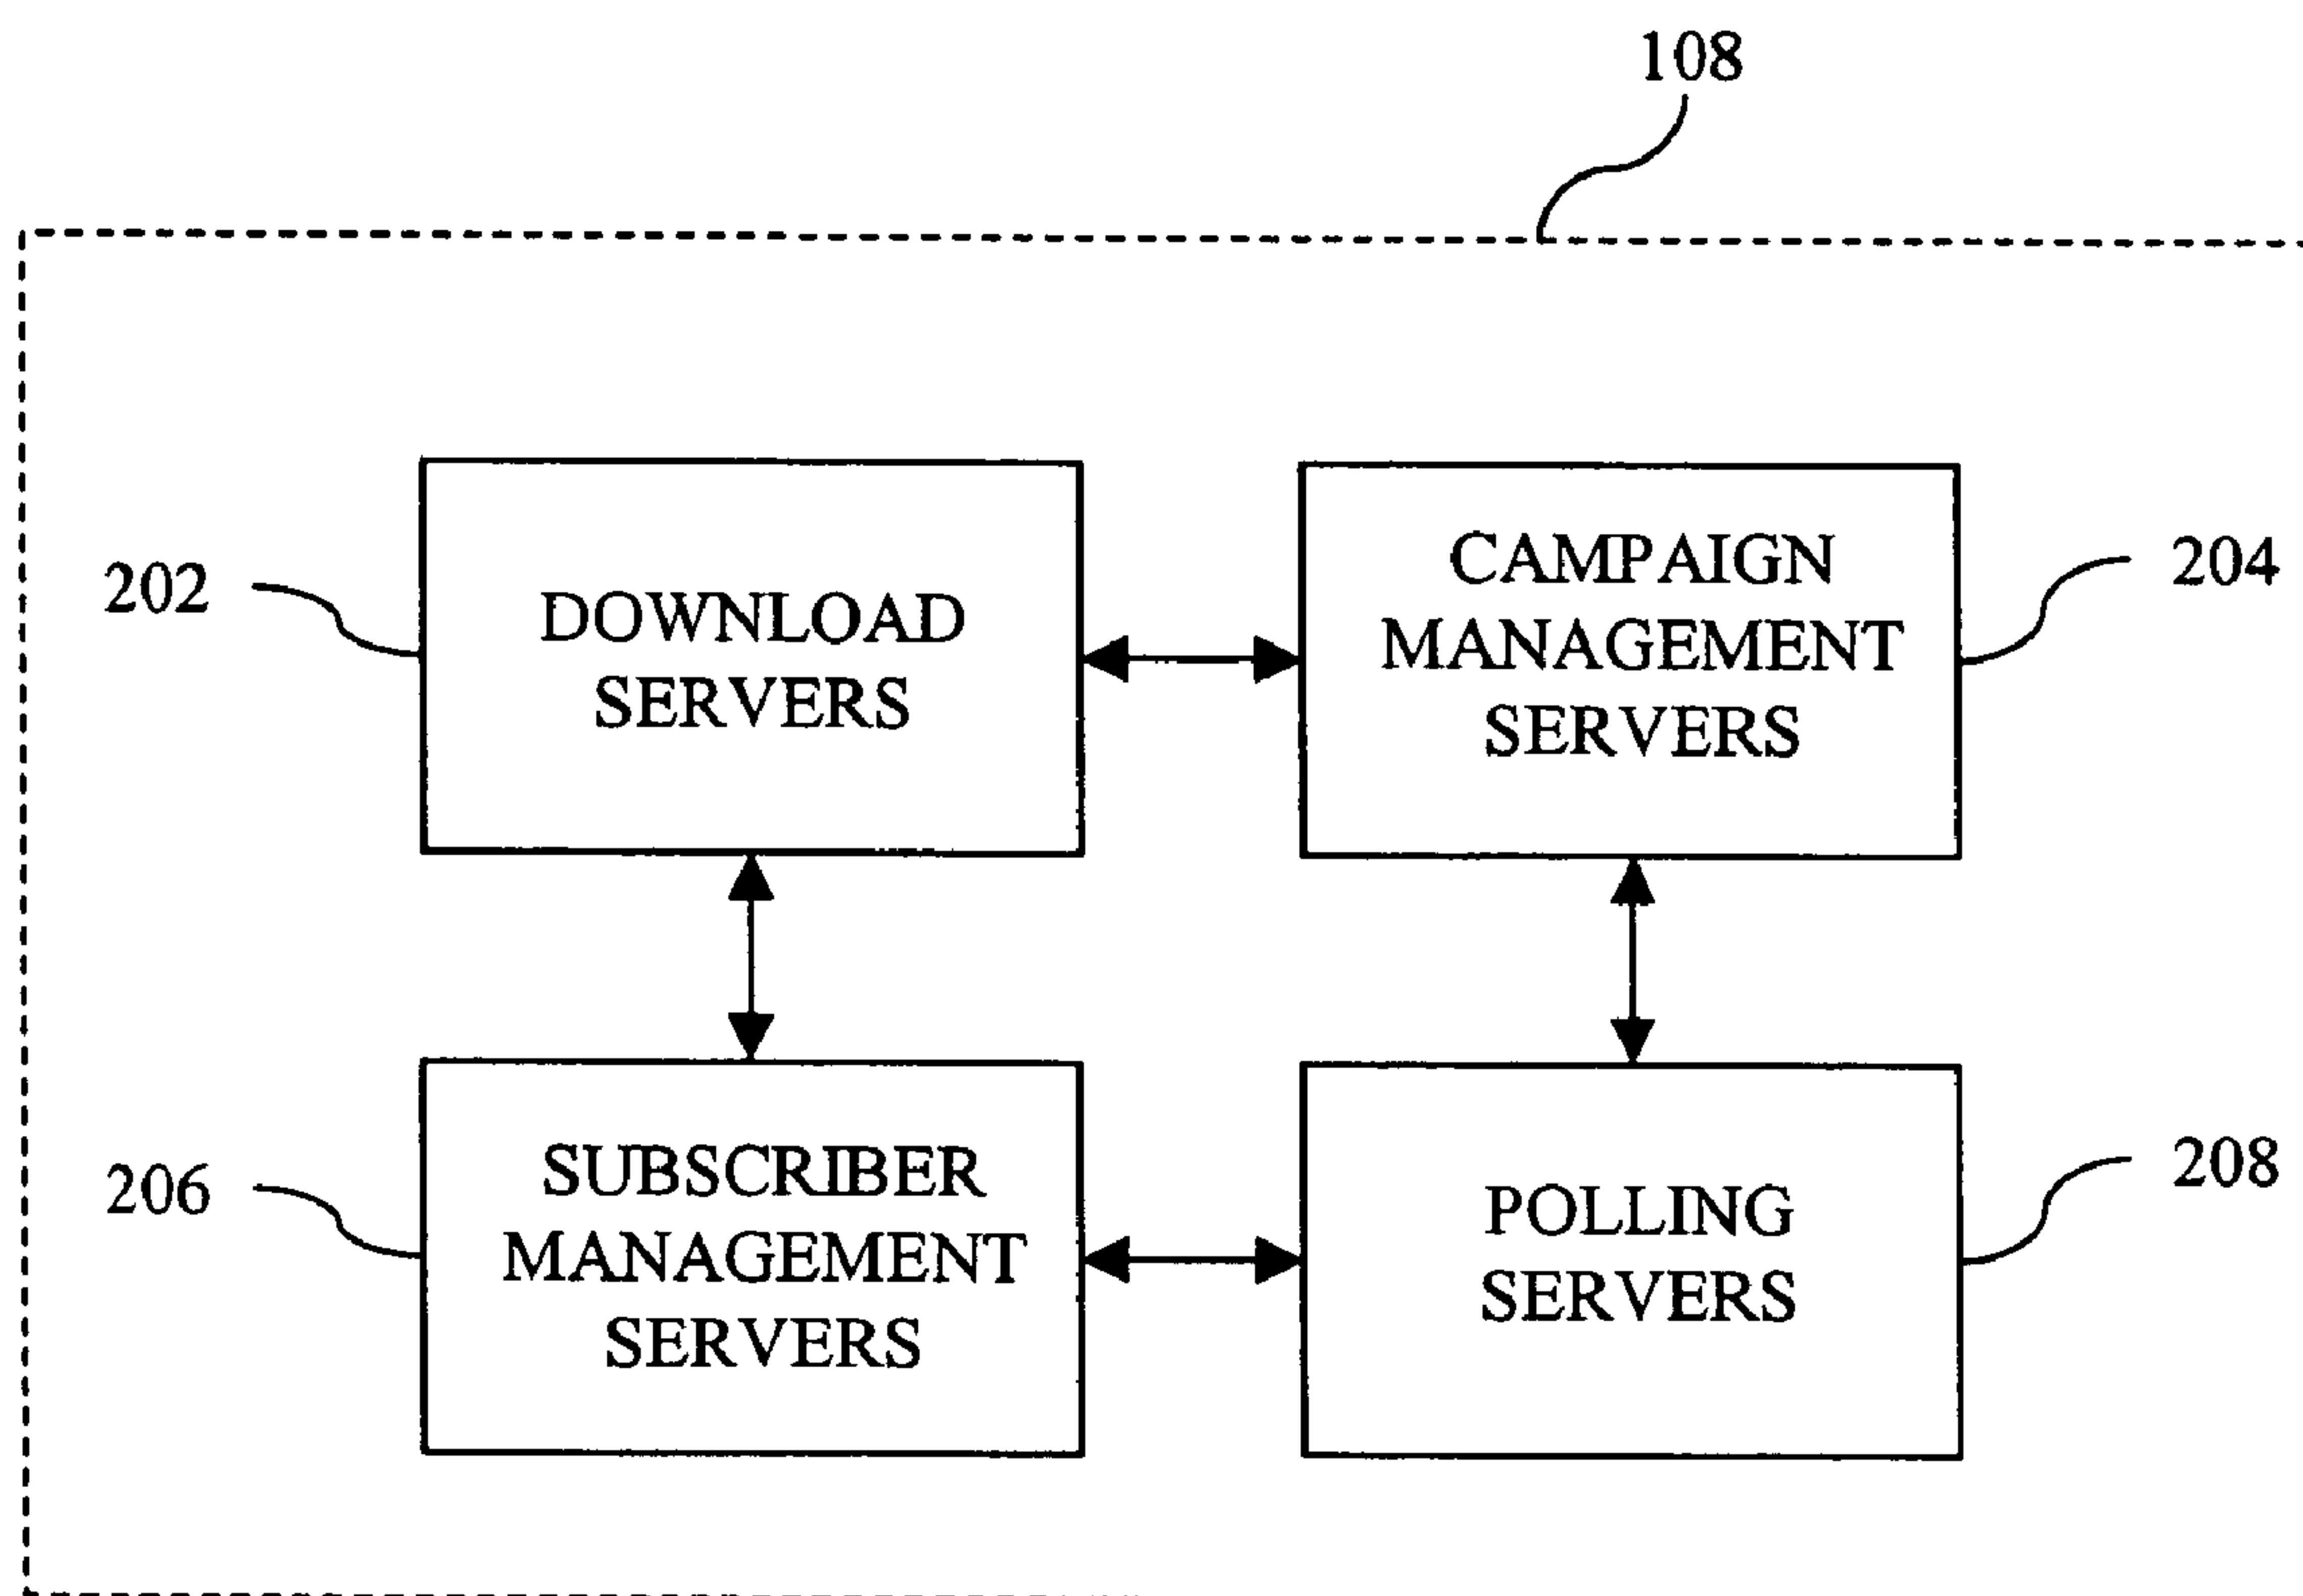 108
202
DOWNLOAD
SERVERS
CAMPAIGN
MANAGEMENT
SERVERS
204
206
SUBSCRIBER
MANAGEMENT
SERVERS
POLLING
SERVERS
208